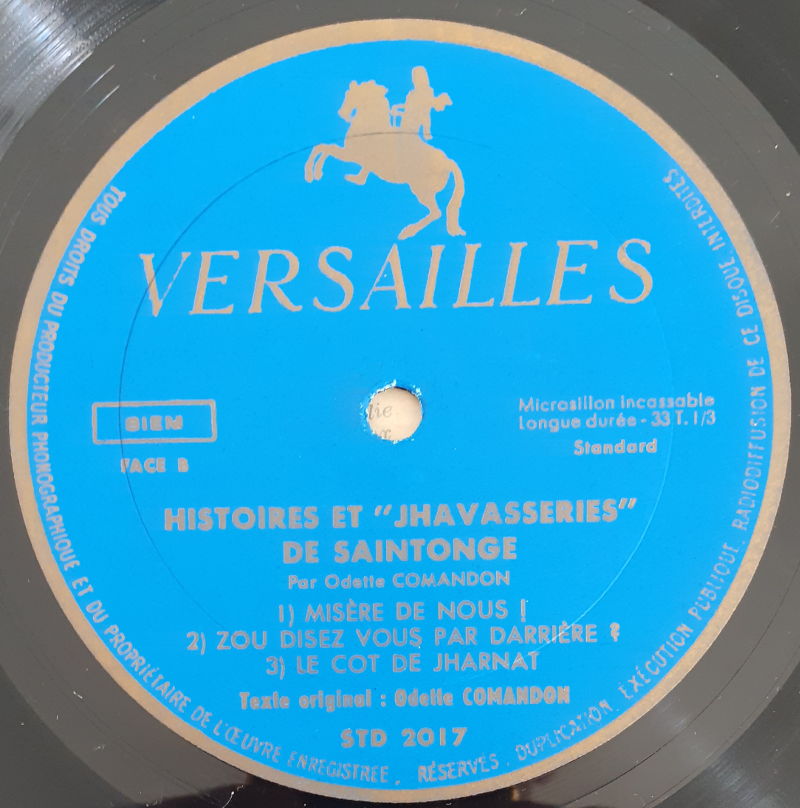 VERSAILLES
BIEM
FACE B
Microsillon incassable
Longue durée - 33 T. 1/3
Standard
HISTOIRES ET "JHAVASSERIES"
DE SAINTONGE
Par Odette COMANDON
1) MISÈRE DE NOUS !
2) ZOU DISEZ VOUS PAR DARRIÈRE ?
3) LE COT DE JHARNAT
Texte original : Odette COMANDON
STD 2017
TOUS DROITS DU PRODUCTEUR PHONOGRAPHIQUE ET DU PROPRIÉTAIRE DE L'ŒUVRE ENREGISTRÉE . RÉSERVES . DUPLICATION . EXÉCUTION PUBLIQUE . RADIODIFFUSION DE CE DISQUE INTERDITES